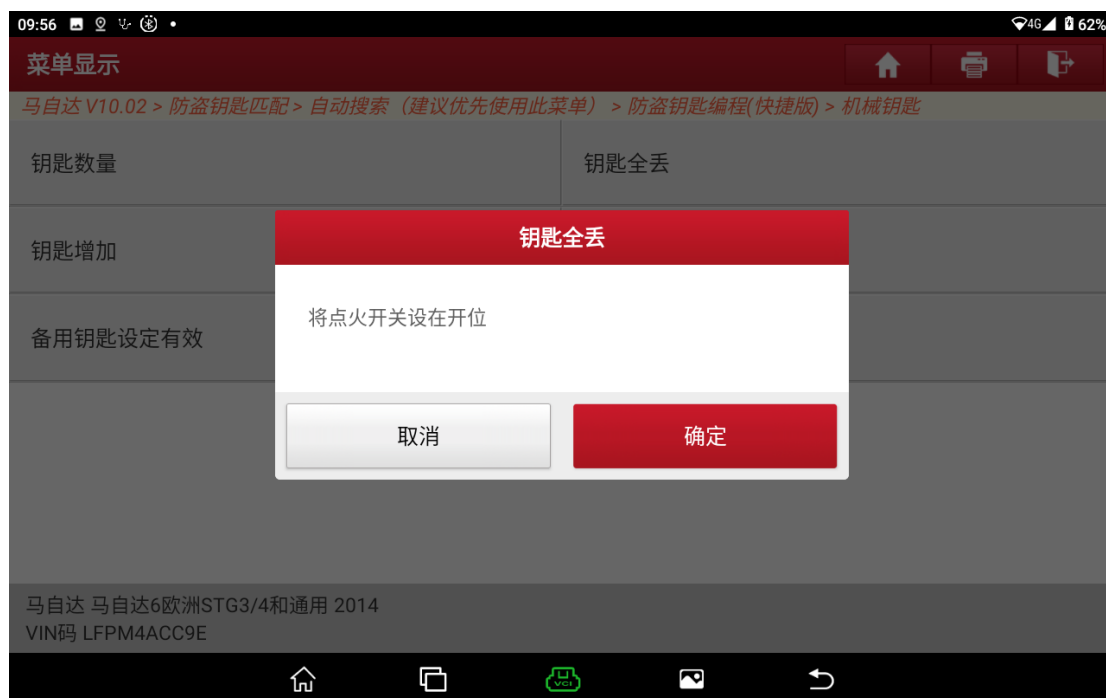 09:56
4G 62%
菜单显示
马自达 V10.02 > 防盗钥匙匹配 > 自动搜索（建议优先使用此菜单） > 防盗钥匙编程(快捷版) > 机械钥匙
钥匙数量
钥匙全丢
钥匙增加
备用钥匙设定有效
钥匙全丢
将点火开关设在开位
取消
确定
马自达 马自达6欧洲STG3/4和通用 2014
VIN码 LFPM4ACC9E
VCI